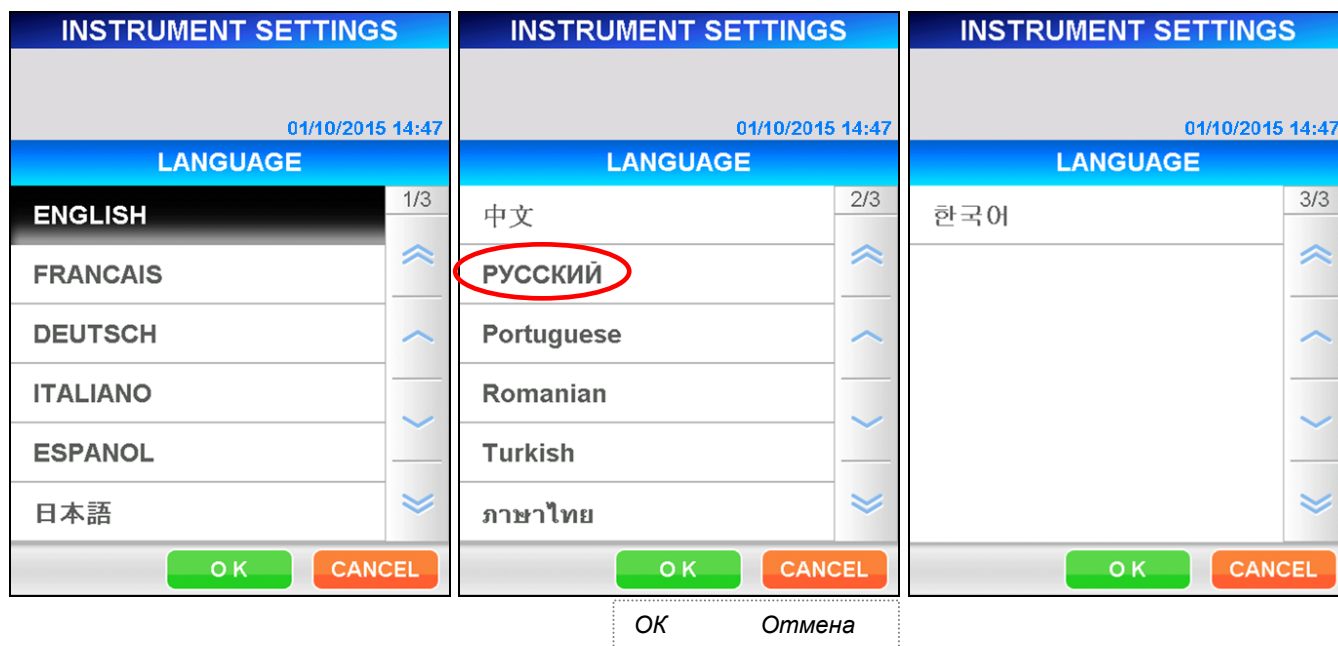 INSTRUMENT SETTINGS
01/10/2015 14:47
LANGUAGE
ENGLISH
1/3
FRANCAIS
DEUTSCH
ITALIANO
ESPANOL
日本語
OK
CANCEL
INSTRUMENT SETTINGS
01/10/2015 14:47
LANGUAGE
中文
2/3
РУССКИЙ
Portuguese
Romanian
Turkish
ภาษาไทย
OK
CANCEL
ОК Отмена
INSTRUMENT SETTINGS
01/10/2015 14:47
LANGUAGE
한국어
3/3
OK
CANCEL